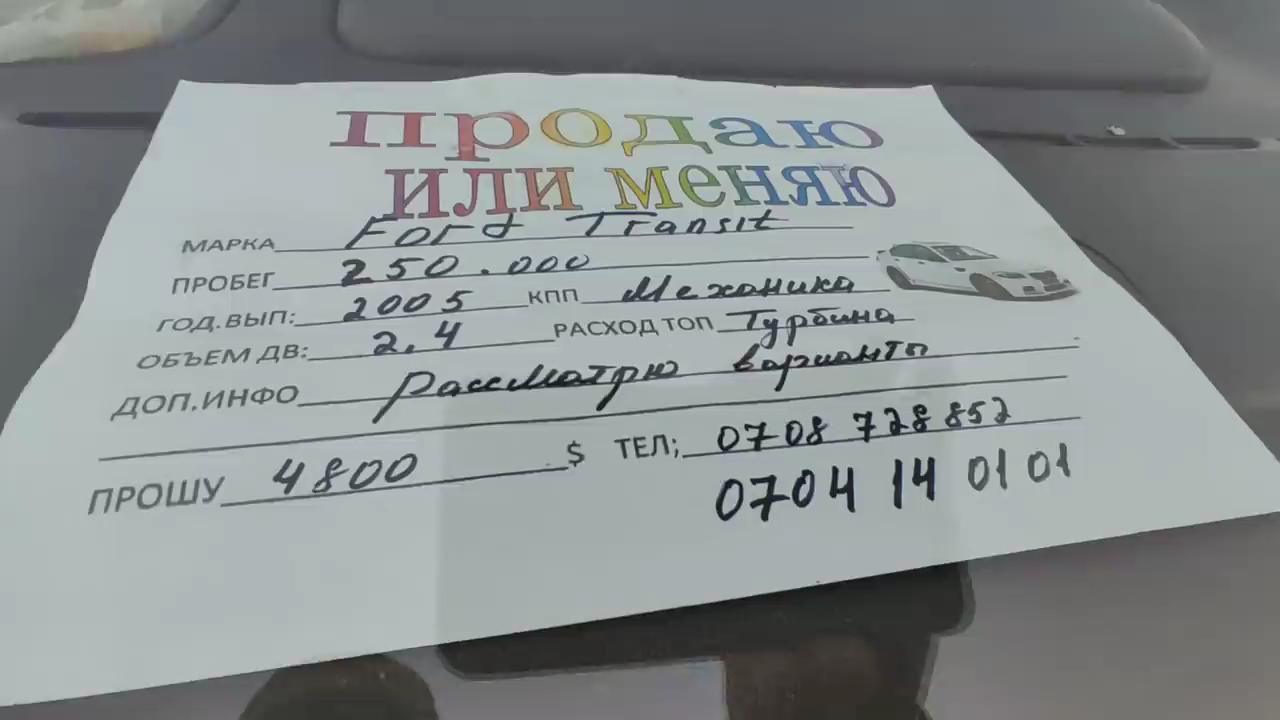 продаю
или меняю
МАРКА Ford Transit
ПРОБЕГ 250.000
ГОД.ВЫП: 2005 КПП Механика
ОБЪЕМ ДВ: 2,4 РАСХОД ТОП Турбина
ДОП.ИНФО Рассматрю варианты
ПРОШУ 4800 $ ТЕЛ; 0708 728 852
0704 14 01 01